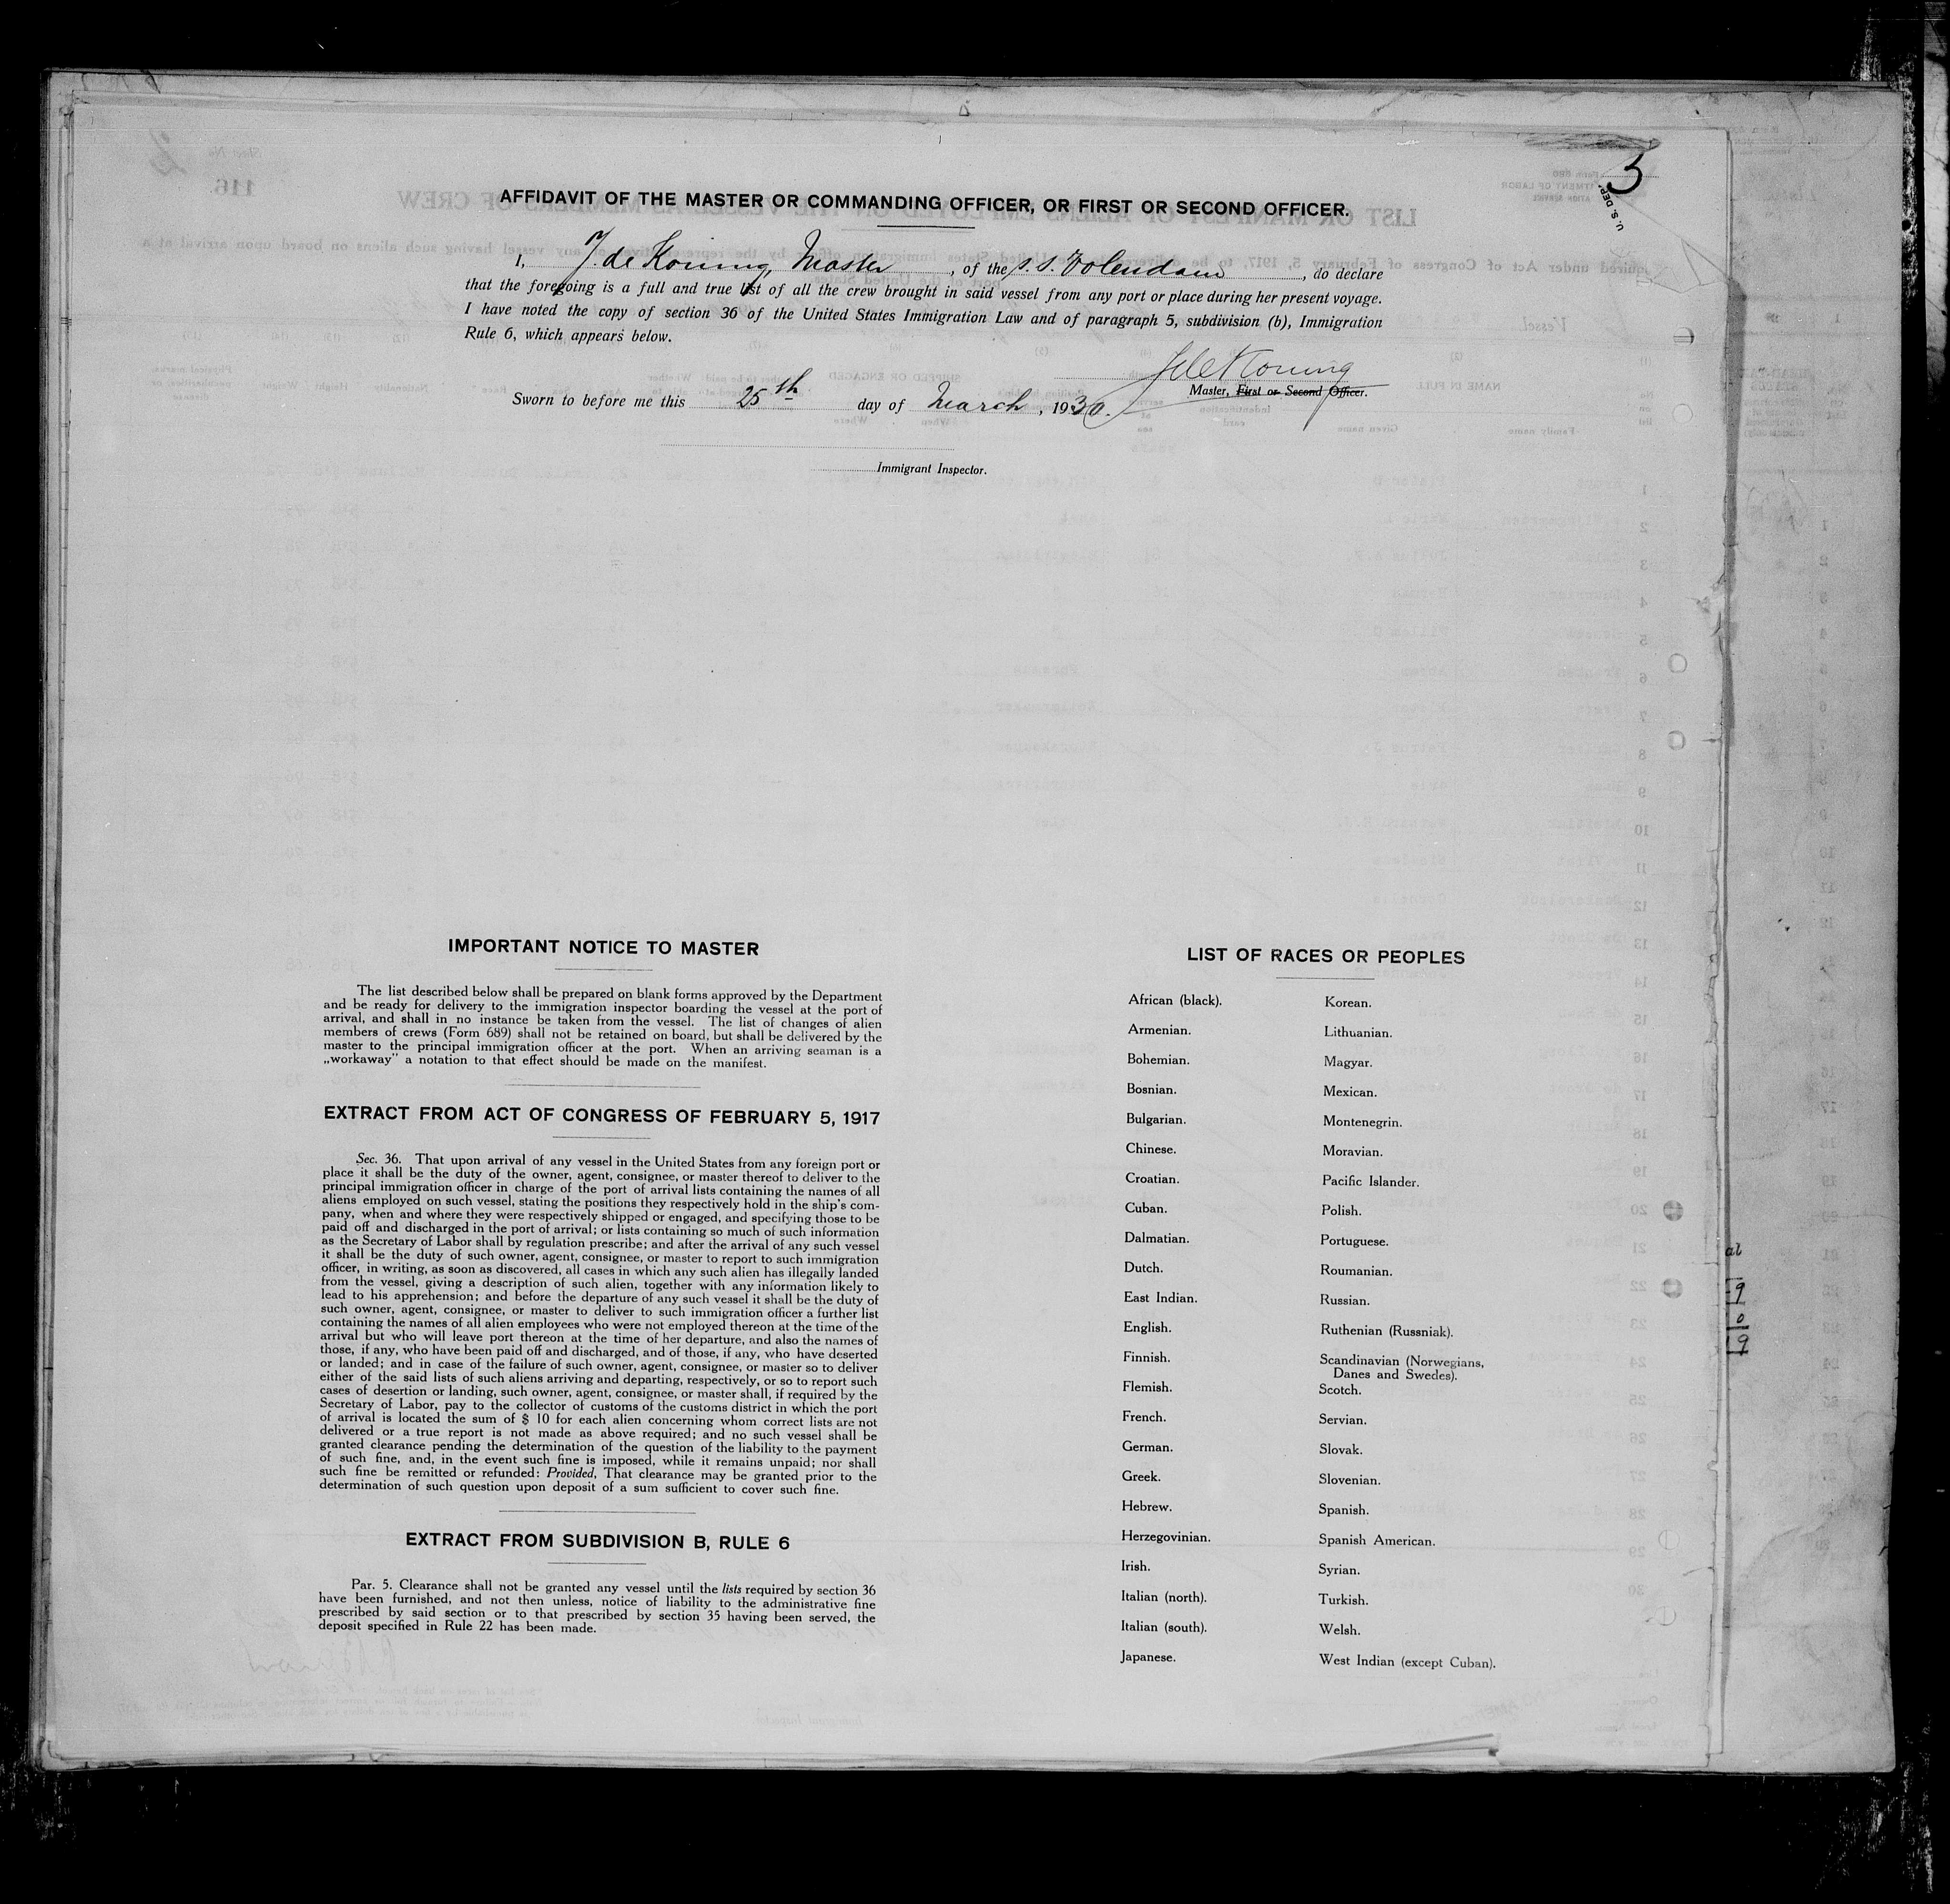 3
U. S. DEP.
AFFIDAVIT OF THE MASTER OR COMMANDING OFFICER, OR FIRST OR SECOND OFFICER.
I, J. de Koning, Master, of the s.s. Volendam, do declare
that the foregoing is a full and true list of all the crew brought in said vessel from any port or place during her present voyage.
I have noted the copy of section 36 of the United States Immigration Law and of paragraph 5, subdivision (b), Immigration
Rule 6, which appears below.
JdeKoning
Master, First or Second Officer.
Sworn to before me this 25th day of March, 1930.
Immigrant Inspector.
IMPORTANT NOTICE TO MASTER
The list described below shall be prepared on blank forms approved by the Department
and be ready for delivery to the immigration inspector boarding the vessel at the port of
arrival, and shall in no instance be taken from the vessel. The list of changes of alien
members of crews (Form 689) shall not be retained on board, but shall be delivered by the
master to the principal immigration officer at the port. When an arriving seaman is a
„workaway” a notation to that effect should be made on the manifest.
EXTRACT FROM ACT OF CONGRESS OF FEBRUARY 5, 1917
Sec. 36. That upon arrival of any vessel in the United States from any foreign port or
place it shall be the duty of the owner, agent, consignee, or master thereof to deliver to the
principal immigration officer in charge of the port of arrival lists containing the names of all
aliens employed on such vessel, stating the positions they respectively hold in the ship's com-
pany, when and where they were respectively shipped or engaged, and specifying those to be
paid off and discharged in the port of arrival; or lists containing so much of such information
as the Secretary of Labor shall by regulation prescribe; and after the arrival of any such vessel
it shall be the duty of such owner, agent, consignee, or master to report to such immigration
officer, in writing, as soon as discovered, all cases in which any such alien has illegally landed
from the vessel, giving a description of such alien, together with any information likely to
lead to his apprehension; and before the departure of any such vessel it shall be the duty of
such owner, agent, consignee, or master to deliver to such immigration officer a further list
containing the names of all alien employees who were not employed thereon at the time of the
arrival but who will leave port thereon at the time of her departure, and also the names of
those, if any, who have been paid off and discharged, and of those, if any, who have deserted
or landed; and in case of the failure of such owner, agent, consignee, or master so to deliver
either of the said lists of such aliens arriving and departing, respectively, or so to report such
cases of desertion or landing, such owner, agent, consignee, or master shall, if required by the
Secretary of Labor, pay to the collector of customs of the customs district in which the port
of arrival is located the sum of $ 10 for each alien concerning whom correct lists are not
delivered or a true report is not made as above required; and no such vessel shall be
granted clearance pending the determination of the question of the liability to the payment
of such fine, and, in the event such fine is imposed, while it remains unpaid; nor shall
such fine be remitted or refunded: Provided, That clearance may be granted prior to the
determination of such question upon deposit of a sum sufficient to cover such fine.
EXTRACT FROM SUBDIVISION B, RULE 6
Par. 5. Clearance shall not be granted any vessel until the lists required by section 36
have been furnished, and not then unless, notice of liability to the administrative fine
prescribed by said section or to that prescribed by section 35 having been served, the
deposit specified in Rule 22 has been made.
LIST OF RACES OR PEOPLES
African (black).
Armenian.
Bohemian.
Bosnian.
Bulgarian.
Chinese.
Croatian.
Cuban.
Dalmatian.
Dutch.
East Indian.
English.
Finnish.
Flemish.
French.
German.
Greek.
Hebrew.
Herzegovinian.
Irish.
Italian (north).
Italian (south).
Japanese.
Korean.
Lithuanian.
Magyar.
Mexican.
Montenegrin.
Moravian.
Pacific Islander.
Polish.
Portuguese.
Roumanian.
Russian.
Ruthenian (Russniak).
Scandinavian (Norwegians,
Danes and Swedes).
Scotch.
Servian.
Slovak.
Slovenian.
Spanish.
Spanish American.
Syrian.
Turkish.
Welsh.
West Indian (except Cuban).